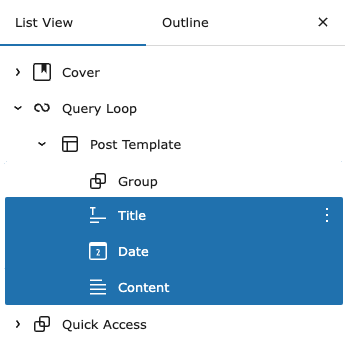 List View Outline
Cover
Query Loop
Post Template
Group
Title
Date
Content
Quick Access